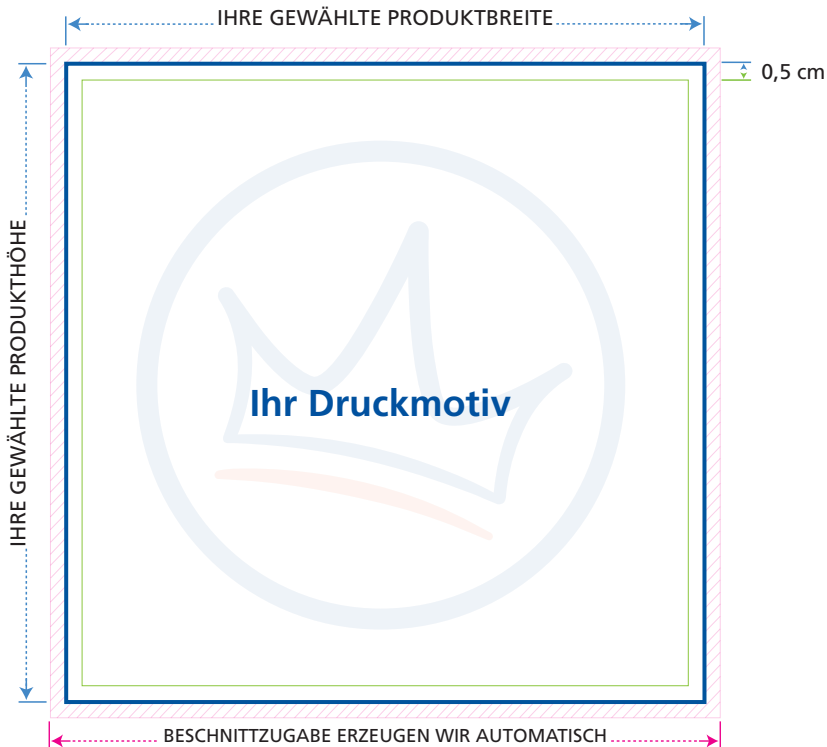 IHRE GEWÄHLTE PRODUKTBREITE
0,5 cm
IHRE GEWÄHLTE PRODUKTHÖHE
Ihr Druckmotiv
BESCHNITTZUGABE ERZEUGEN WIR AUTOMATISCH